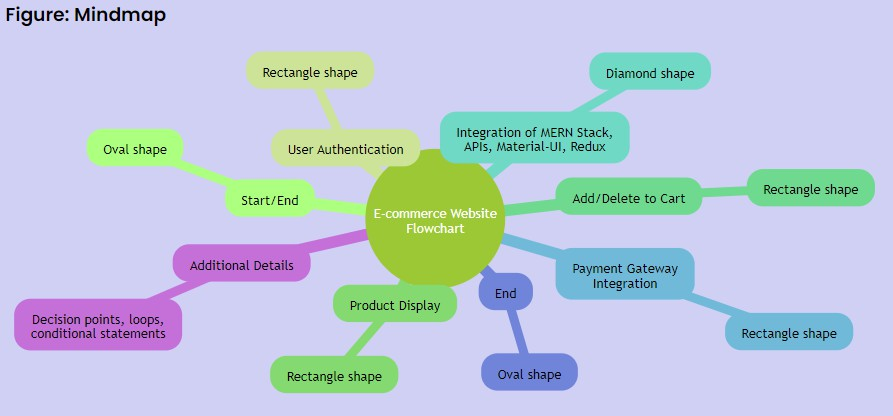 Figure: Mindmap
Rectangle shape
Diamond shape
Integration of MERN Stack,
APIs, Material-UI, Redux
Oval shape
User Authentication
Start/End
Add/Delete to Cart
Rectangle shape
E-commerce Website
Flowchart
Additional Details
Payment Gateway
Integration
End
Product Display
Decision points, loops,
conditional statements
Rectangle shape
Rectangle shape
Oval shape